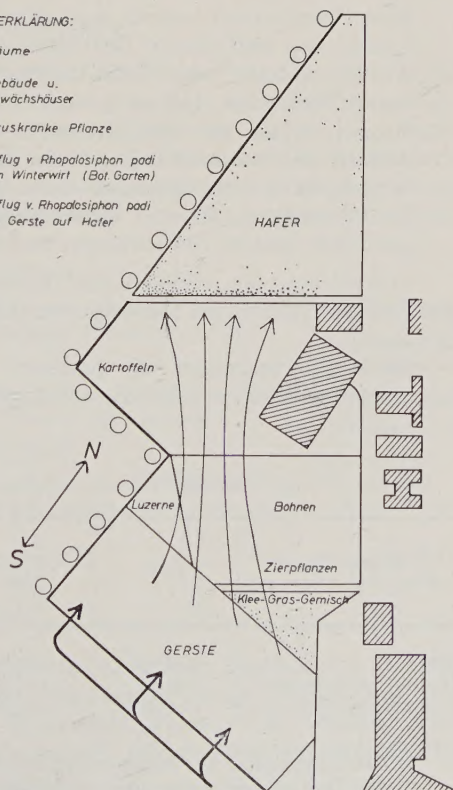 ERKLÄRUNG:
äume
ebäude u.
wächshäuser
uskranke Pflanze
flug v. Rhopalosiphon padi
n Winterwirt (Bot. Garten)
flug v. Rhopalosiphon padi
Gerste auf Hafer
HAFER
Kartoffeln
N
S
Luzerne
Bohnen
Zierpflanzen
Klee-Gras-Gemisch
GERSTE